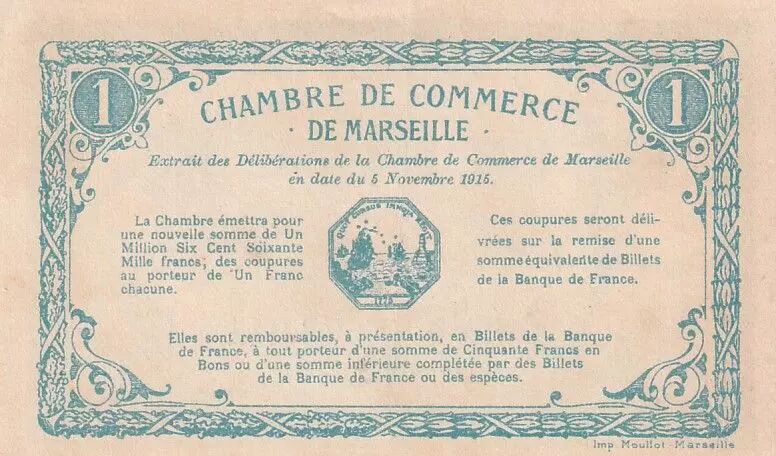 1
1
CHAMBRE DE COMMERCE
· DE MARSEILLE ·
Extrait des Délibérations de la Chambre de Commerce de Marseille
en date du 5 Novembre 1915.
La Chambre émettra pour
une nouvelle somme de Un
Million Six Cent Soixante
Mille francs, des coupures
au porteur de Un Franc
chacune.
1775
Ces coupures seront déli-
vrées sur la remise d'une
somme équivalente de Billets
de la Banque de France.
Elles sont remboursables, à présentation, en Billets de la Banque
de France, à tout porteur d'une somme de Cinquante Francs en
Bons ou d'une somme inférieure complétée par des Billets
de la Banque de France ou des espèces.
Imp Moullot - Marseille